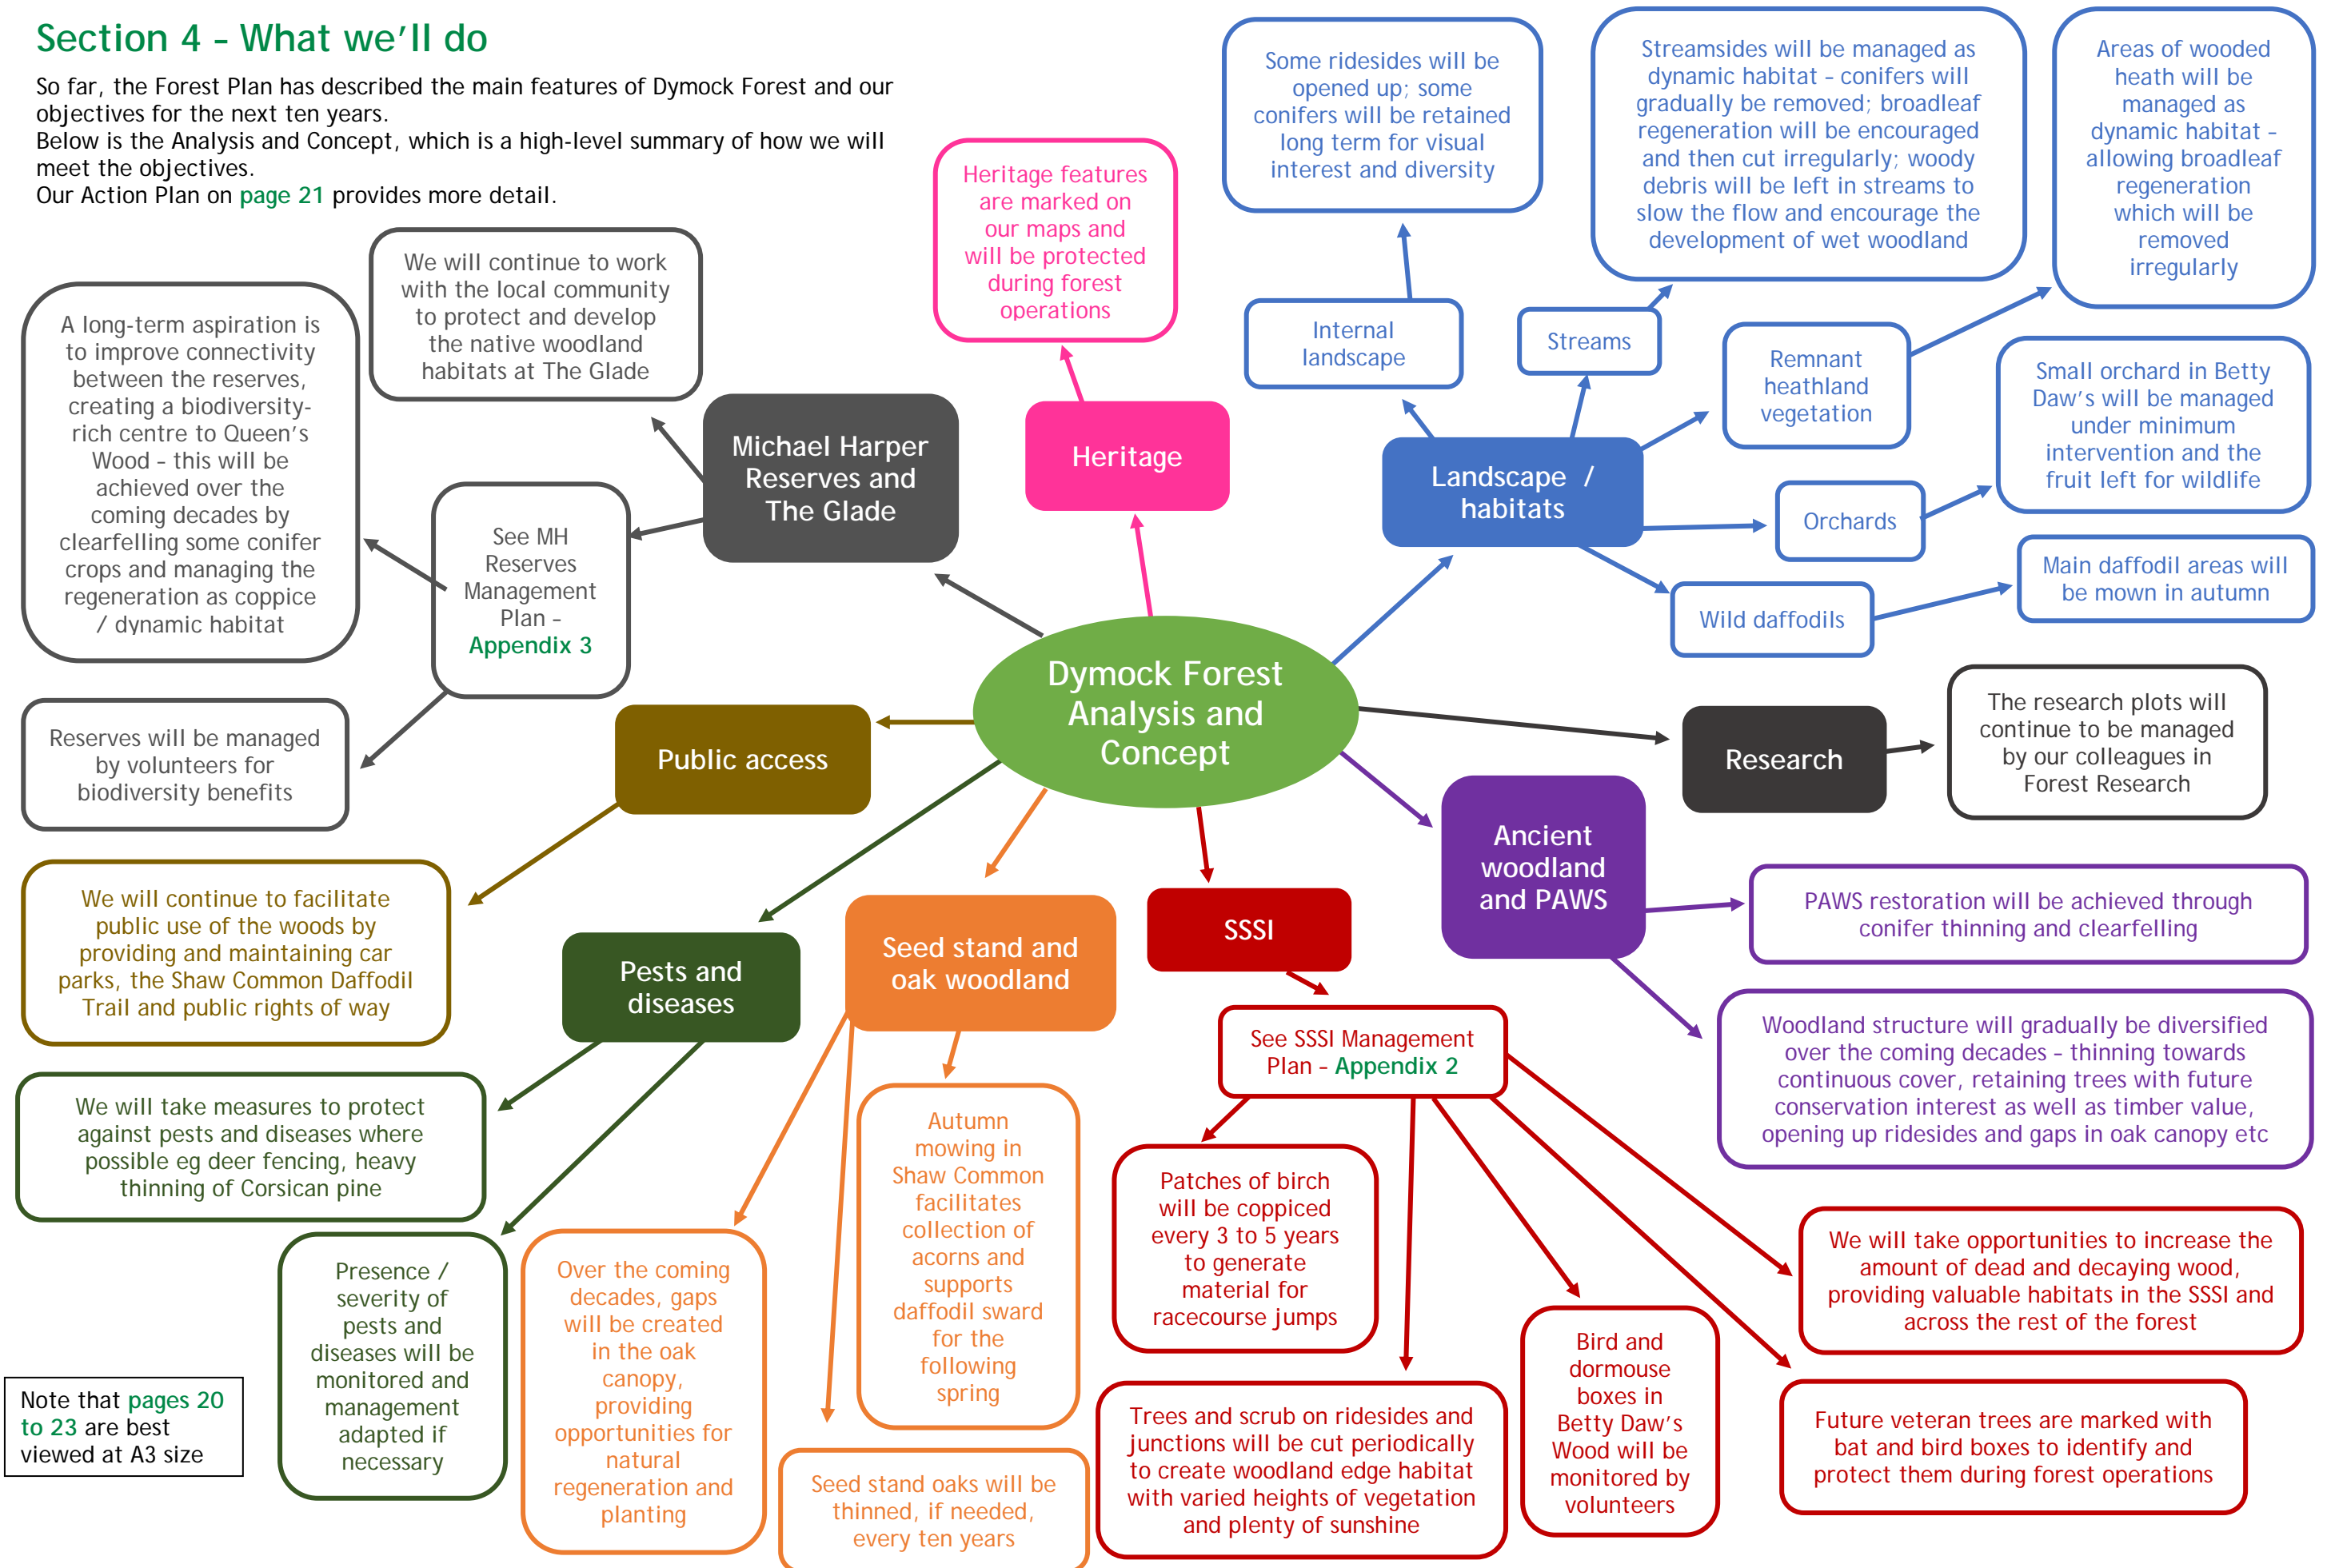 Section 4 – What we'll do
So far, the Forest Plan has described the main features of Dymock Forest and our
objectives for the next ten years.
Below is the Analysis and Concept, which is a high-level summary of how we will
meet the objectives.
Our Action Plan on page 21 provides more detail.
Some ridesides will be
opened up; some
conifers will be retained
long term for visual
interest and diversity
Streamsides will be managed as
dynamic habitat – conifers will
gradually be removed; broadleaf
regeneration will be encouraged
and then cut irregularly; woody
debris will be left in streams to
slow the flow and encourage the
development of wet woodland
Areas of wooded
heath will be
managed as
dynamic habitat –
allowing broadleaf
regeneration
which will be
removed
irregularly
Heritage features
are marked on
our maps and
will be protected
during forest
operations
We will continue to work
with the local community
to protect and develop
the native woodland
habitats at The Glade
A long-term aspiration is
to improve connectivity
between the reserves,
creating a biodiversity-
rich centre to Queen's
Wood – this will be
achieved over the
coming decades by
clearfelling some conifer
crops and managing the
regeneration as coppice
/ dynamic habitat
Internal
landscape
Streams
Remnant
heathland
vegetation
Small orchard in Betty
Daw's will be managed
under minimum
intervention and the
fruit left for wildlife
Michael Harper
Reserves and
The Glade
Heritage
Landscape /
habitats
Orchards
See MH
Reserves
Management
Plan –
Appendix 3
Main daffodil areas will
be mown in autumn
Wild daffodils
Dymock Forest
Analysis and
Concept
Reserves will be managed
by volunteers for
biodiversity benefits
Public access
Research
The research plots will
continue to be managed
by our colleagues in
Forest Research
Ancient
woodland
and PAWS
We will continue to facilitate
public use of the woods by
providing and maintaining car
parks, the Shaw Common Daffodil
Trail and public rights of way
Pests and
diseases
Seed stand and
oak woodland
SSSI
PAWS restoration will be achieved through
conifer thinning and clearfelling
Woodland structure will gradually be diversified
over the coming decades – thinning towards
continuous cover, retaining trees with future
conservation interest as well as timber value,
opening up ridesides and gaps in oak canopy etc
See SSSI Management
Plan – Appendix 2
We will take measures to protect
against pests and diseases where
possible eg deer fencing, heavy
thinning of Corsican pine
Autumn
mowing in
Shaw Common
facilitates
collection of
acorns and
supports
daffodil sward
for the
following
spring
Patches of birch
will be coppiced
every 3 to 5 years
to generate
material for
racecourse jumps
We will take opportunities to increase the
amount of dead and decaying wood,
providing valuable habitats in the SSSI and
across the rest of the forest
Presence /
severity of
pests and
diseases will be
monitored and
management
adapted if
necessary
Over the coming
decades, gaps
will be created
in the oak
canopy,
providing
opportunities for
natural
regeneration and
planting
Bird and
dormouse
boxes in
Betty Daw's
Wood will be
monitored by
volunteers
Note that pages 20
to 23 are best
viewed at A3 size
Seed stand oaks will be
thinned, if needed,
every ten years
Trees and scrub on ridesides and
junctions will be cut periodically
to create woodland edge habitat
with varied heights of vegetation
and plenty of sunshine
Future veteran trees are marked with
bat and bird boxes to identify and
protect them during forest operations